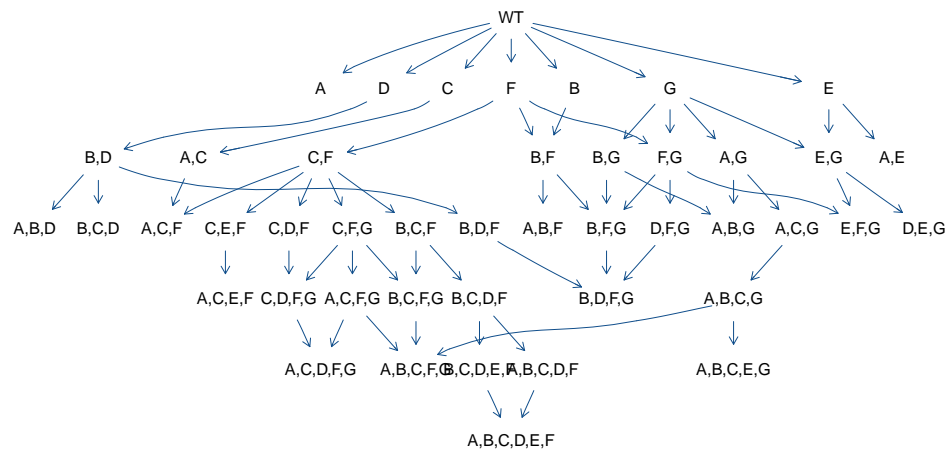 WT
A D C F B G E
B,D A,C C,F B,F B,G F,G A,G E,G A,E
A,B,D B,C,D A,C,F C,E,F C,D,F C,F,G B,C,F B,D,F A,B,F B,F,G D,F,G A,B,G A,C,G E,F,G D,E,G
A,C,E,F C,D,F,G A,C,F,G B,C,F,G B,C,D,F B,D,F,G A,B,C,G
A,C,D,F,G A,B,C,F,G B,C,D,E,F A,B,C,D,F A,B,C,E,G
A,B,C,D,E,F